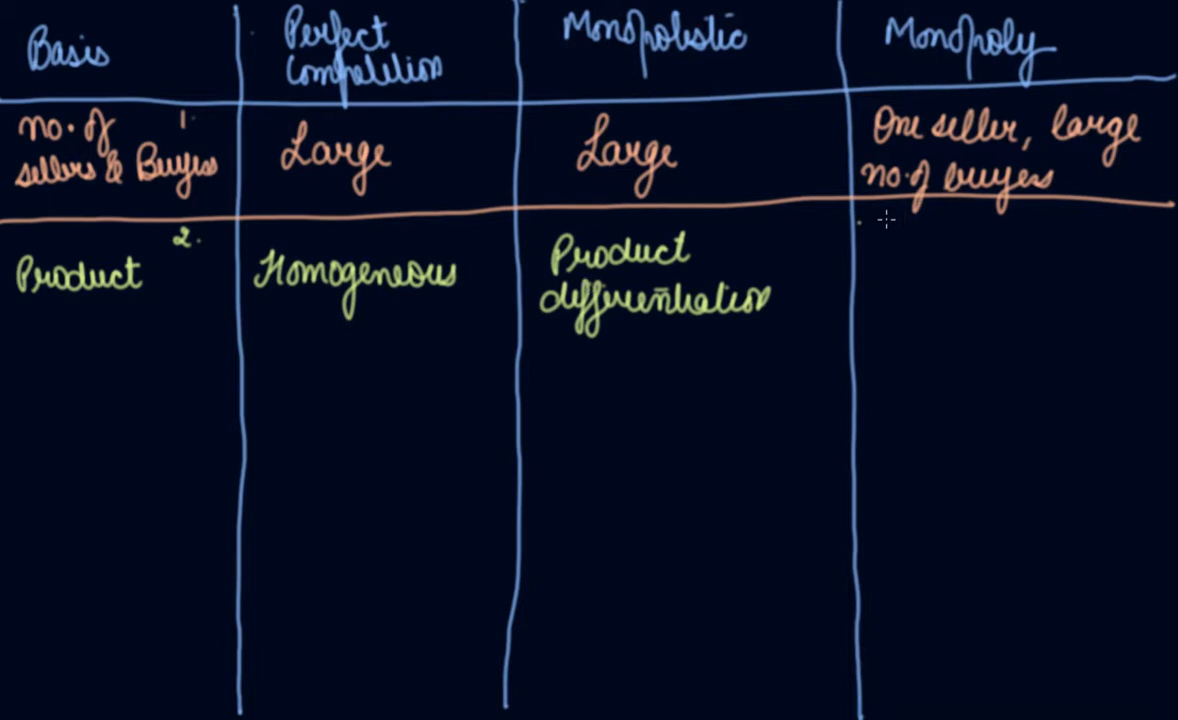 Basis
Perfect
Competition
Monopolistic
Monopoly
no. of 1.
sellers & Buyers
Large
Large
One seller, large
no. of buyers
2.
Product
Homogeneous
Product
differentiation